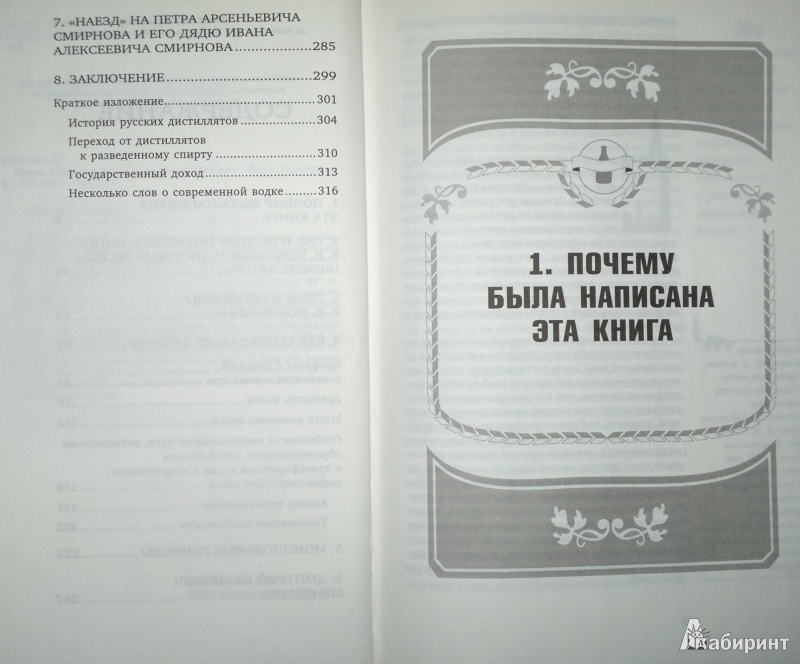 7. «НАЕЗД» НА ПЕТРА АРСЕНЬЕВИЧА
СМИРНОВА И ЕГО ДЯДЮ ИВАНА
АЛЕКСЕЕВИЧА СМИРНОВА ................ 285
8. ЗАКЛЮЧЕНИЕ ................ 299
Краткое изложение ................ 301
История русских дистиллятов ................ 304
Переход от дистиллятов
к разведенному спирту ................ 310
Государственный доход ................ 313
Несколько слов о современной водке ................ 316
1. ПОЧЕМУ
БЫЛА НАПИСАНА
ЭТА КНИГА
Лабиринт